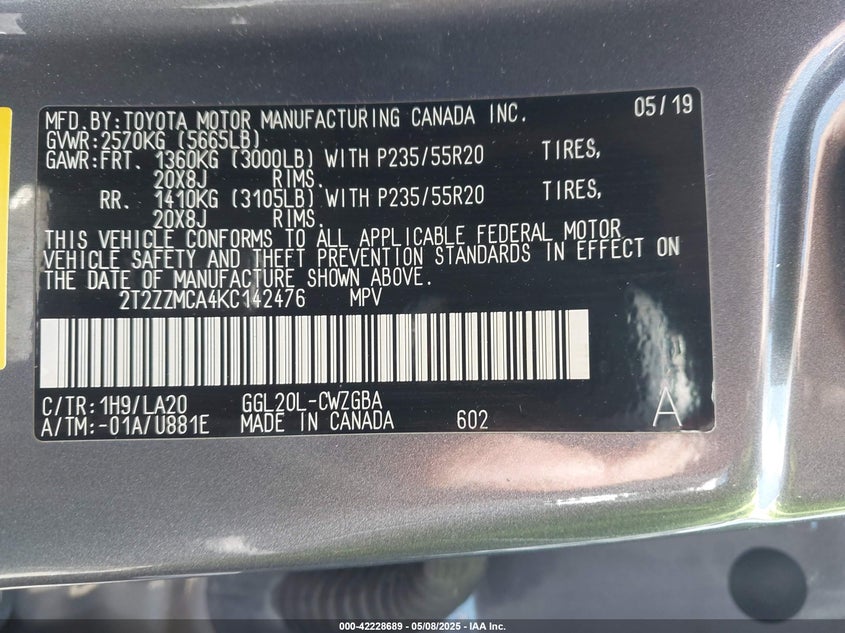 MFD.BY:TOYOTA MOTOR MANUFACTURING CANADA INC. 05/19
GVWR:2570KG (5665LB)
GAWR:FRT. 1360KG (3000LB) WITH P235/55R20 TIRES,
20X8J RIMS.
RR. 1410KG (3105LB) WITH P235/55R20 TIRES,
20X8J RIMS.
THIS VEHICLE CONFORMS TO ALL APPLICABLE FEDERAL MOTOR
VEHICLE SAFETY AND THEFT PREVENTION STANDARDS IN EFFECT ON
THE DATE OF MANUFACTURE SHOWN ABOVE.
2T2ZZMCA4KC142476 MPV
C/TR:1H9/LA20 GGL20L-CWZGBA
A/TM:-01A/U881E MADE IN CANADA 602 A
000-42228689 - 05/08/2025 - IAA Inc.